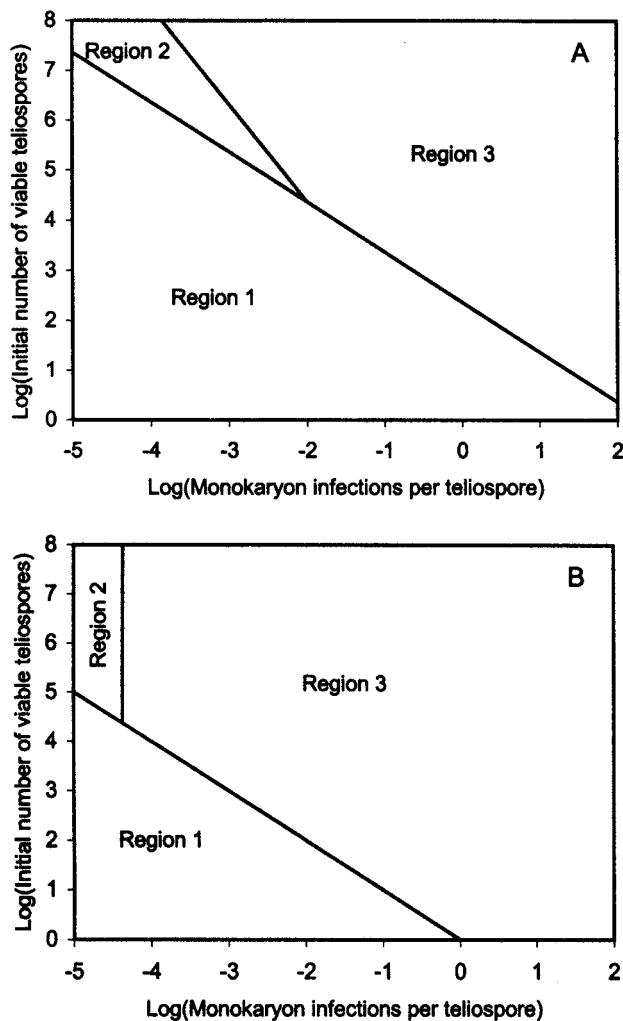 A
Log(Initial number of viable teliospores)
8
7
6
5
4
3
2
1
0
Region 2
Region 3
Region 1
-5 -4 -3 -2 -1 0 1 2
Log(Monokaryon infections per teliospore)
B
Log(Initial number of viable teliospores)
8
7
6
5
4
3
2
1
0
Region 2
Region 3
Region 1
-5 -4 -3 -2 -1 0 1 2
Log(Monokaryon infections per teliospore)